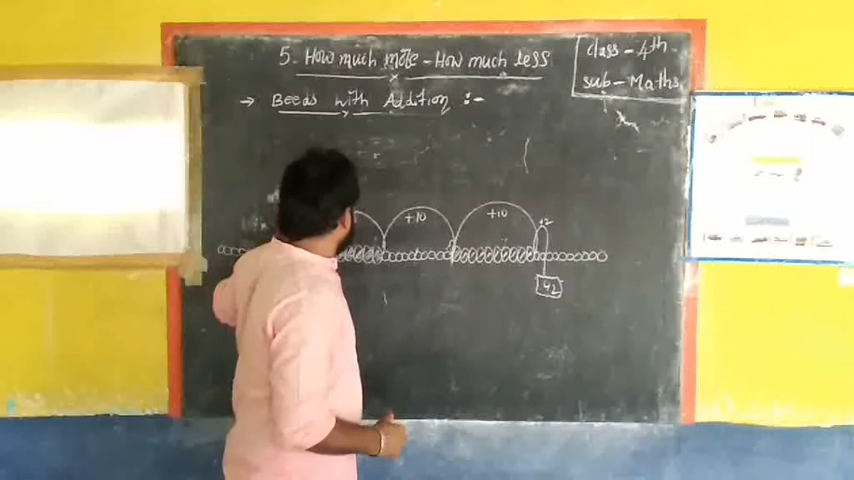 5. How much more - How much less
class - 4th
Sub - Maths
→ Beeds with Addition :-
+10
+10
+2
42